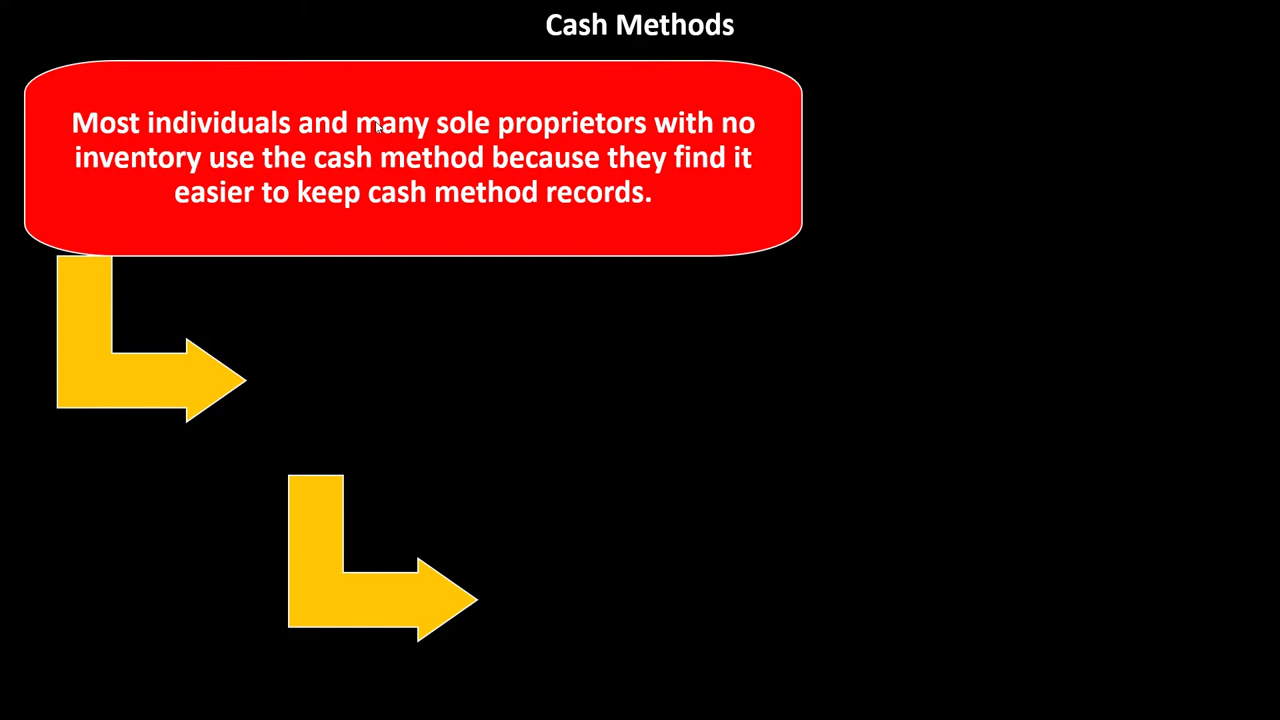 Cash Methods
Most individuals and many sole proprietors with no
inventory use the cash method because they find it
easier to keep cash method records.